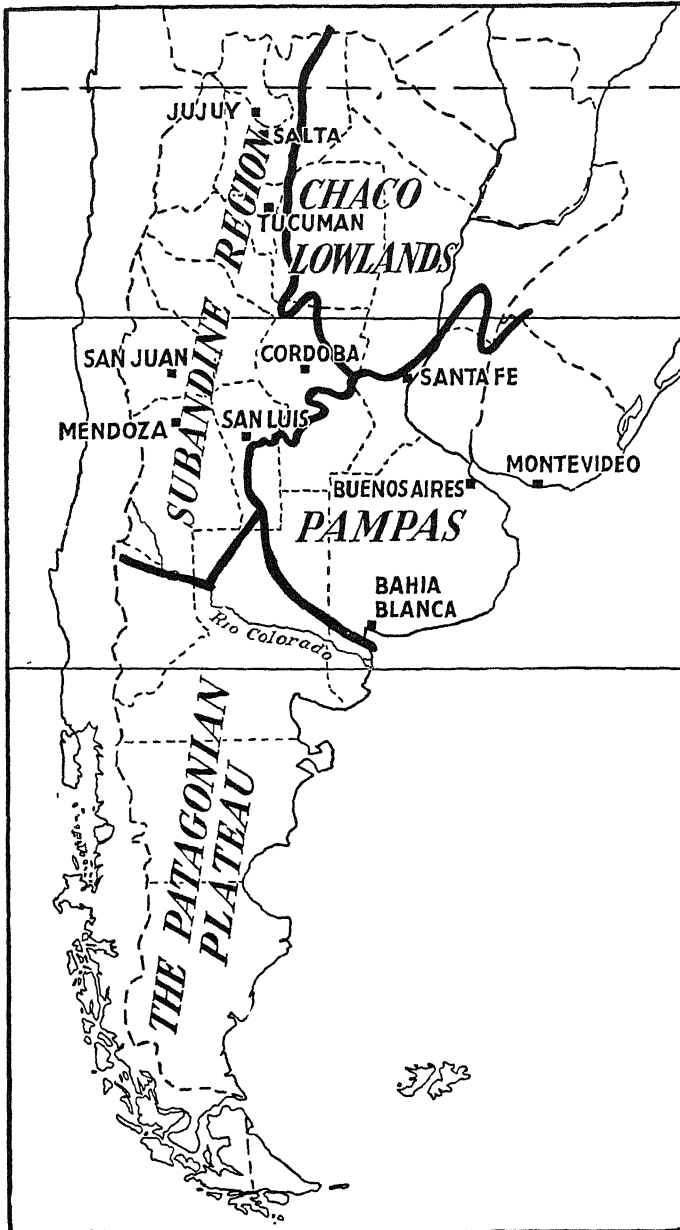 JUJUY
SALTA
CHACO
TUCUMAN
LOWLANDS
SUBANDINE REGION
SAN JUAN
CORDOBA
SANTA FE
MENDOZA
SAN LUIS
MONTEVIDEO
BUENOS AIRES
PAMPAS
BAHIA
BLANCA
Rio Colorado
THE PATAGONIAN
PLATEAU